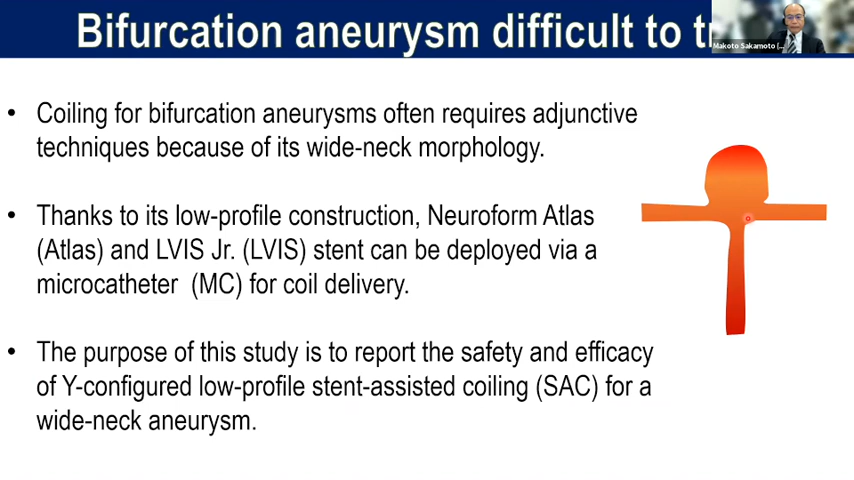 Bifurcation aneurysm difficult to
Makoto Sakamoto
• Coiling for bifurcation aneurysms often requires adjunctive
techniques because of its wide-neck morphology.
• Thanks to its low-profile construction, Neuroform Atlas
(Atlas) and LVIS Jr. (LVIS) stent can be deployed via a
microcatheter (MC) for coil delivery.
• The purpose of this study is to report the safety and efficacy
of Y-configured low-profile stent-assisted coiling (SAC) for a
wide-neck aneurysm.